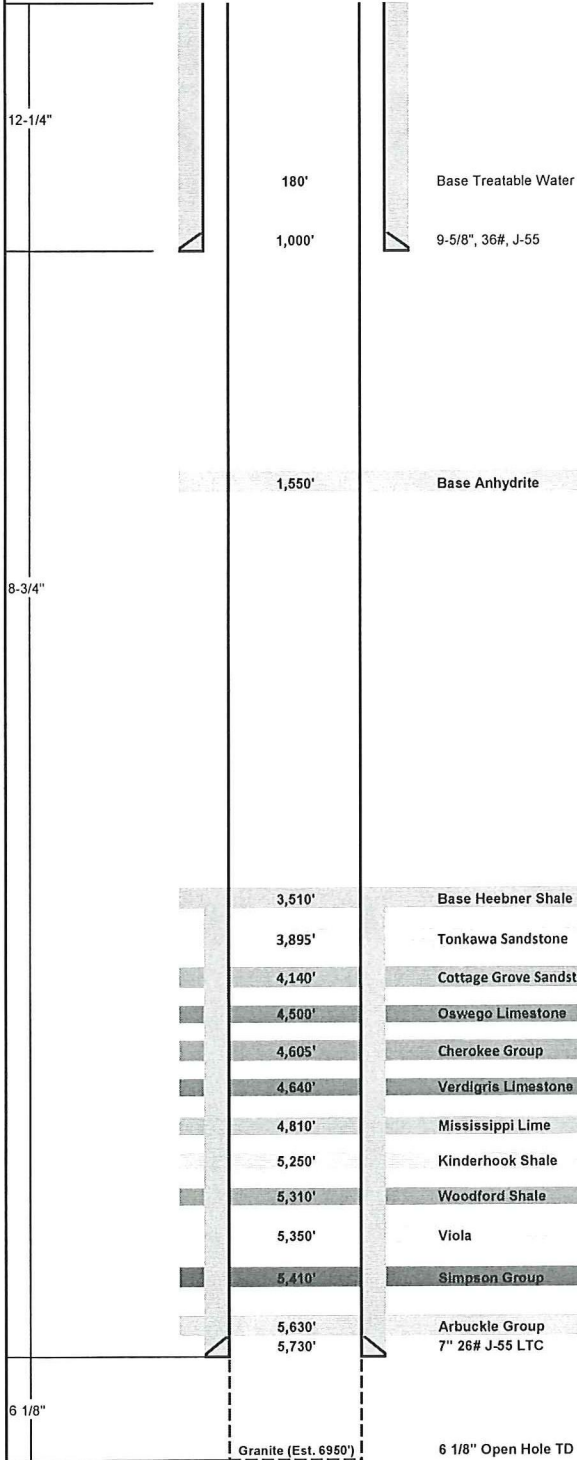 12-1/4"
180' Base Treatable Water
1,000' 9-5/8", 36#, J-55
1,550' Base Anhydrite
8-3/4"
3,510' Base Heebner Shale
3,895' Tonkawa Sandstone
4,140' Cottage Grove Sandst
4,500' Oswego Limestone
4,605' Cherokee Group
4,640' Verdigris Limestone
4,810' Mississippi Lime
5,250' Kinderhook Shale
5,310' Woodford Shale
5,350' Viola
5,410' Simpson Group
5,630' Arbuckle Group
5,730' 7" 26# J-55 LTC
6 1/8"
Granite (Est. 6950') 6 1/8" Open Hole TD